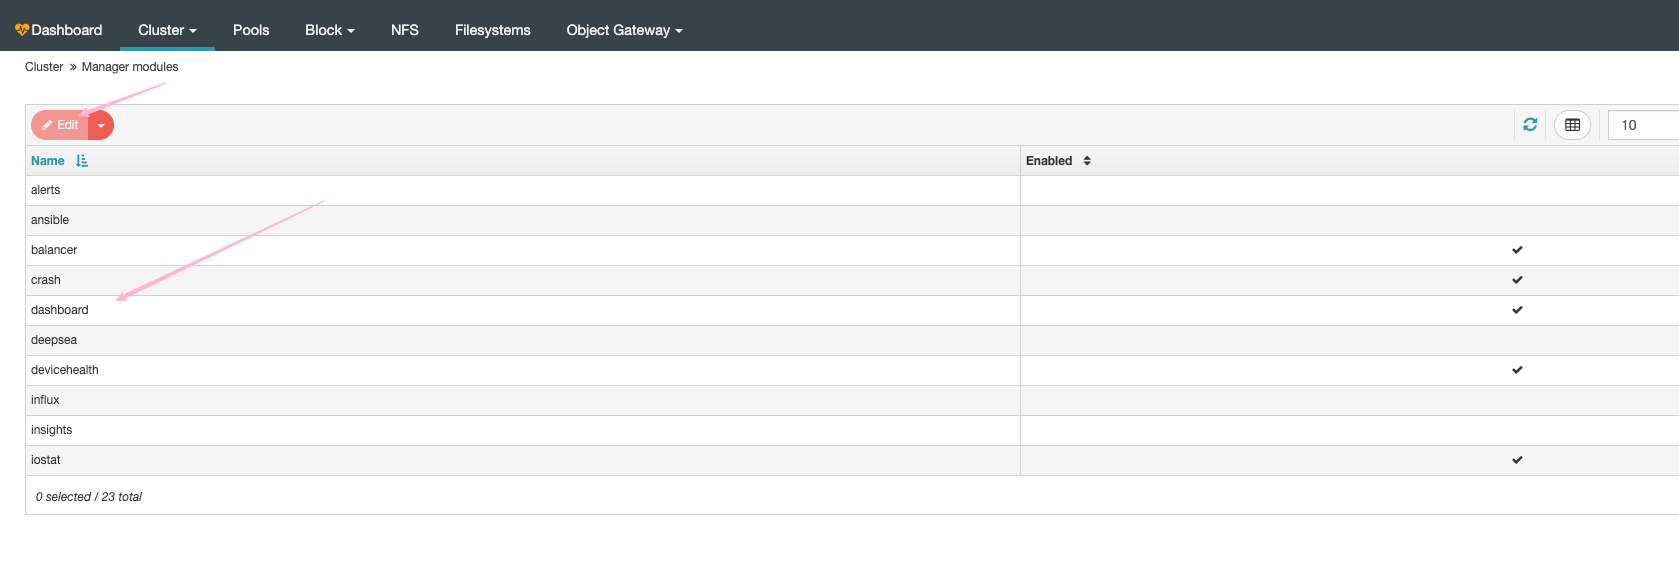 Dashboard Cluster Pools Block NFS Filesystems Object Gateway
Cluster » Manager modules
Edit 10
Name Enabled
alerts
ansible
balancer
crash
dashboard
deepsea
devicehealth
influx
insights
iostat
0 selected / 23 total